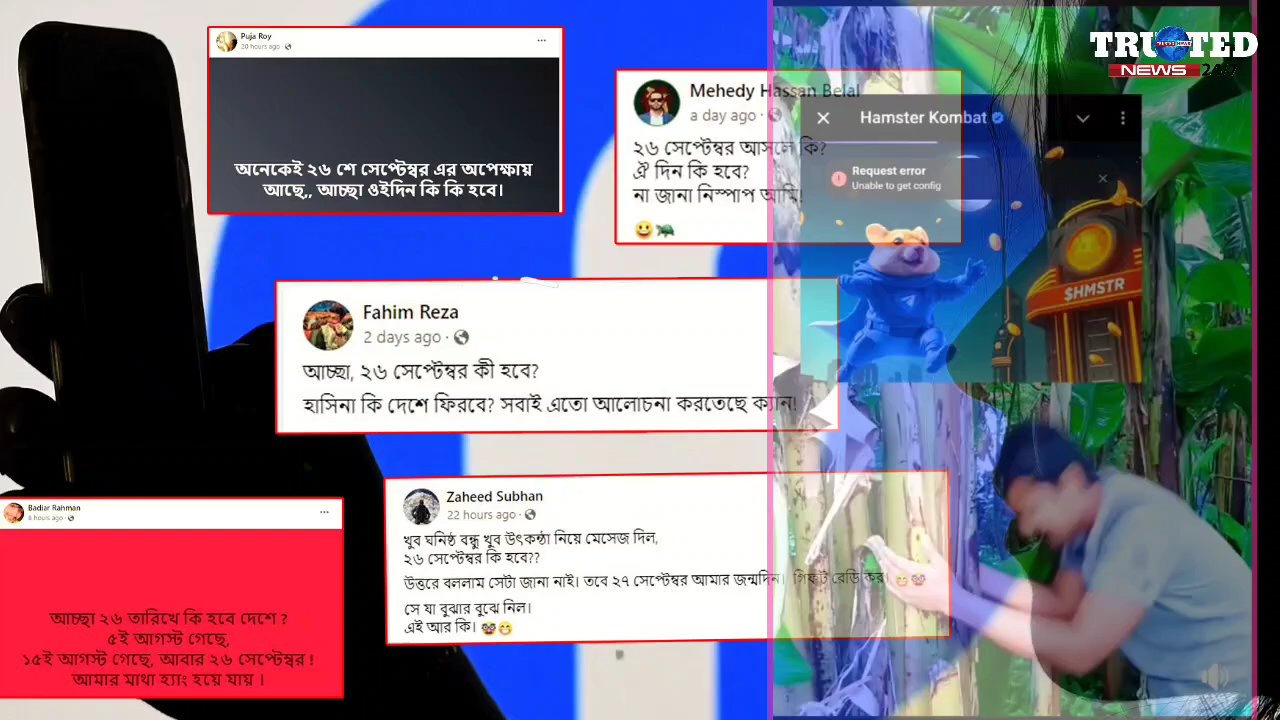 TRUSTED
NEWS 24/7
Puja Roy
20 hours ago ·
অনেকেই ২৬ শে সেপ্টেম্বর এর অপেক্ষায়
আছে,, আচ্ছা ওইদিন কি কি হবে।
Mehedy Hassan Belal
a day ago ·
২৬ সেপ্টেম্বর আসলে কি?
ঐ দিন কি হবে?
না জানা নিস্পাপ আমি!
Hamster Kombat
Request error
Unable to get config
$HMSTR
Fahim Reza
2 days ago ·
আচ্ছা, ২৬ সেপ্টেম্বর কী হবে?
হাসিনা কি দেশে ফিরবে? সবাই এতো আলোচনা করতেছে ক্যান!
Zaheed Subhan
22 hours ago ·
খুব ঘনিষ্ঠ বন্ধু খুব উৎকন্ঠা নিয়ে মেসেজ দিল,
২৬ সেপ্টেম্বর কি হবে??
উত্তরে বললাম সেটা জানা নাই। তবে ২৭ সেপ্টেম্বর আমার জন্মদিন। গিফট রেডি কর!
সে যা বুঝার বুঝে নিল।
এই আর কি।
Badiar Rahman
8 hours ago ·
আচ্ছা ২৬ তারিখে কি হবে দেশে ?
৫ই আগস্ট গেছে,
১৫ই আগস্ট গেছে, আবার ২৬ সেপ্টেম্বর !
আমার মাথা হ্যাং হয়ে যায় ।